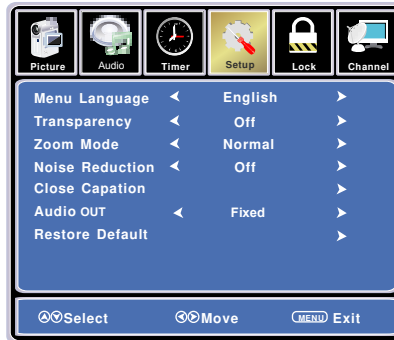 Picture Audio Timer Setup Lock Channel
Menu Language English
Transparency Off
Zoom Mode Normal
Noise Reduction Off
Close Capation
Audio OUT Fixed
Restore Default
Select Move MENU Exit